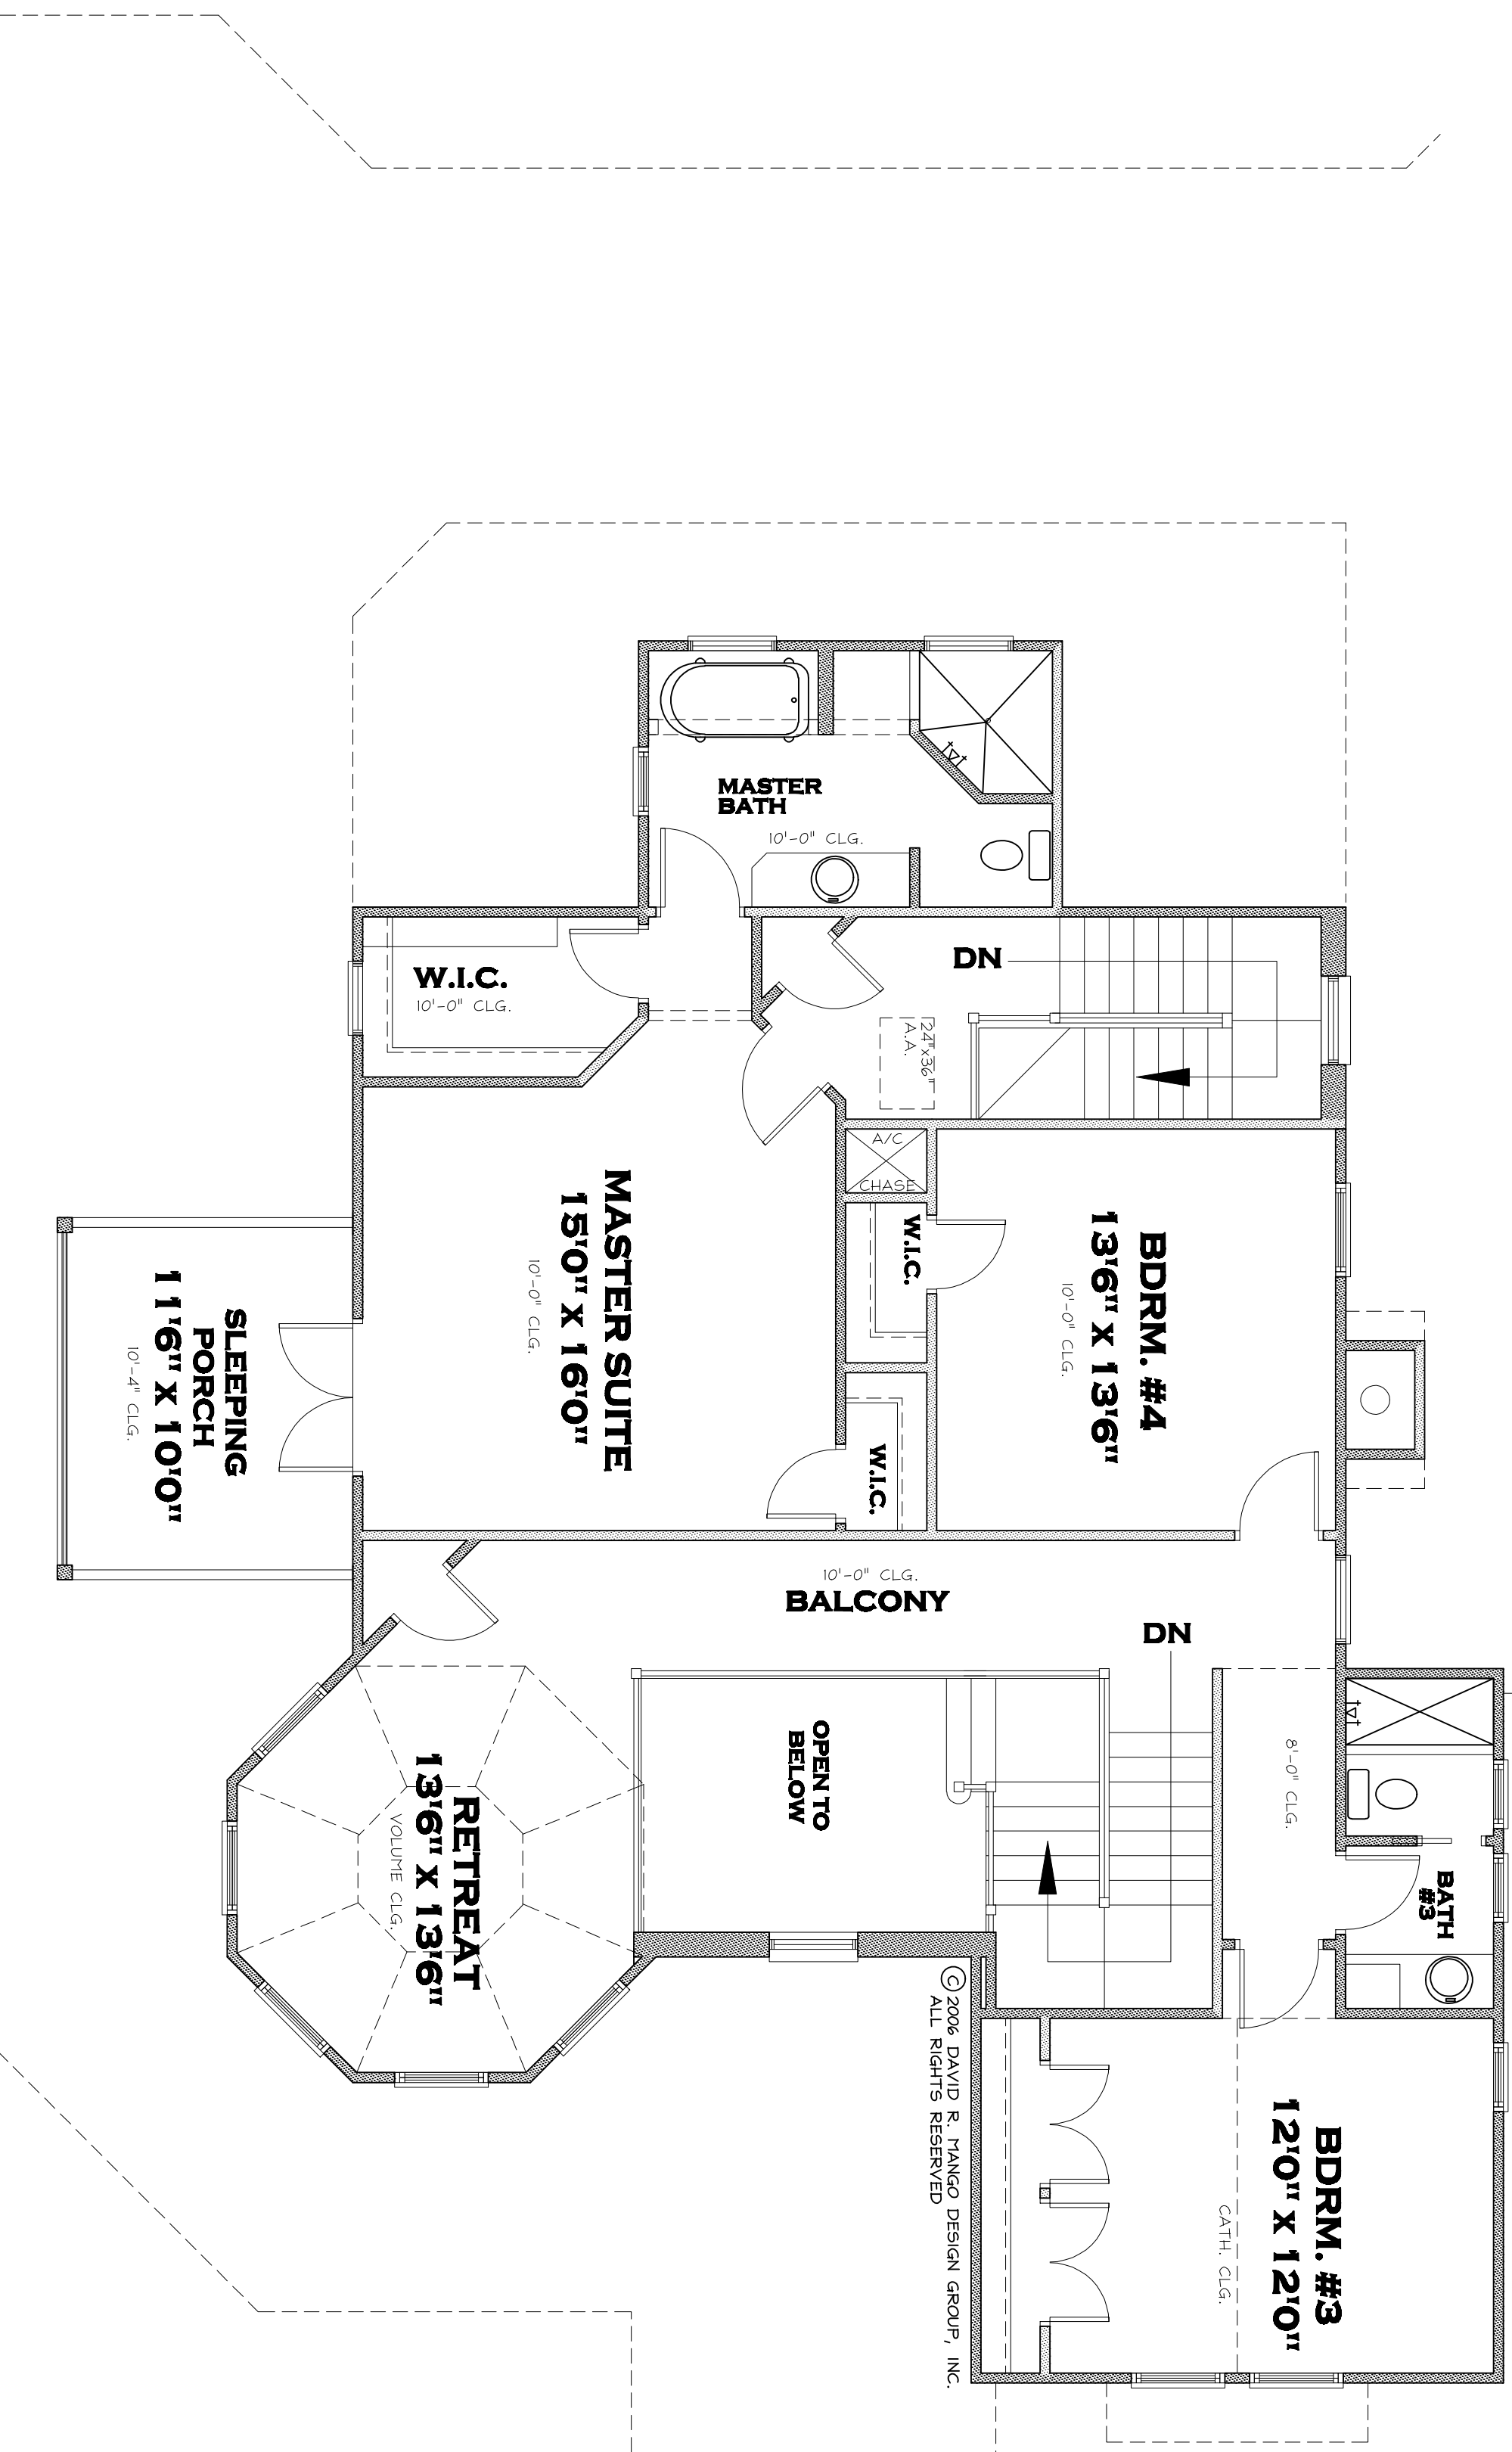 MASTER
BATH
10'-0" CLG.
W.I.C.
10'-0" CLG.
DN
24"x36"
A.A.
A/C
CHASE
MASTER SUITE
15'0" X 16'0"
10'-0" CLG.
W.I.C.
BDRM. #4
13'6" X 13'6"
10'-0" CLG.
SLEEPING
PORCH
11'6" X 10'0"
10'-4" CLG.
W.I.C.
10'-0" CLG.
BALCONY
DN
OPEN TO
BELOW
8'-0" CLG.
RETREAT
13'6" X 13'6"
VOLUME CLG.
BATH
#3
BDRM. #3
12'0" X 12'0"
CATH. CLG.
© 2006 DAVID R. MANGO DESIGN GROUP, INC.
ALL RIGHTS RESERVED